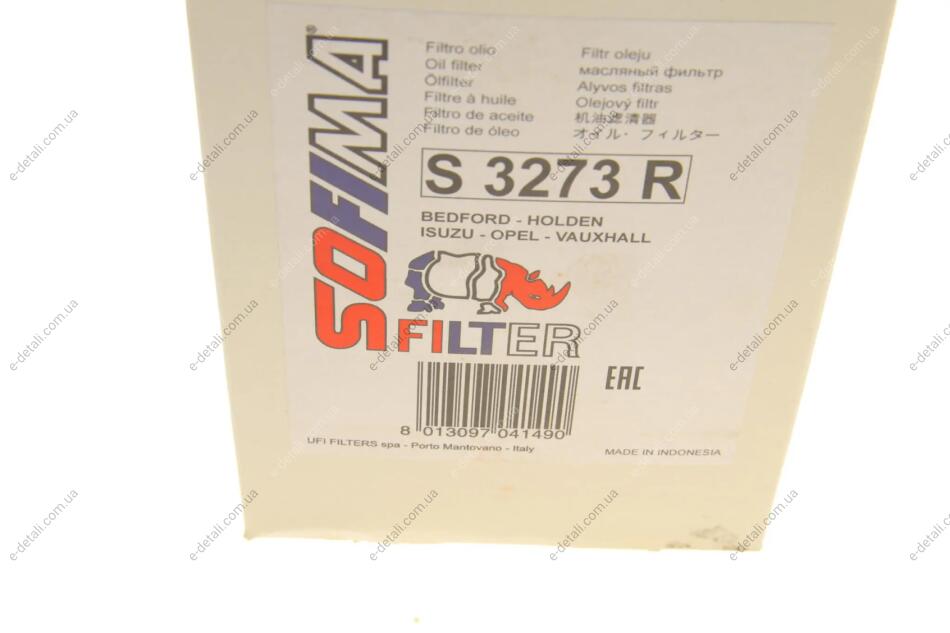 SOFIMA®
Filtro olio
Oil filter
Ölfilter
Filtre à huile
Filtro de aceite
Filtro de óleo
Filtr oleju
масляный фильтр
Alyvos filtras
Olejový filtr
机油滤清器
オイル・フィルター
S 3273 R
BEDFORD - HOLDEN
ISUZU - OPEL - VAUXHALL
FILTER
EAC
8 013097 041490
UFI FILTERS spa - Porto Mantovano - Italy
MADE IN INDONESIA
e-detali.com.ua